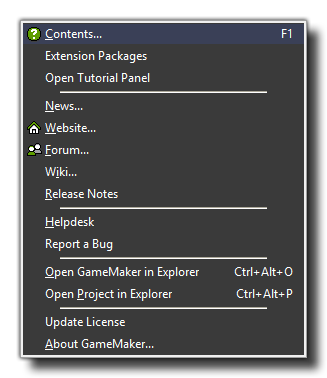 Contents... F1
Extension Packages
Open Tutorial Panel
News...
Website...
Forum...
Wiki...
Release Notes
Helpdesk
Report a Bug
Open GameMaker in Explorer Ctrl+Alt+O
Open Project in Explorer Ctrl+Alt+P
Update License
About GameMaker...